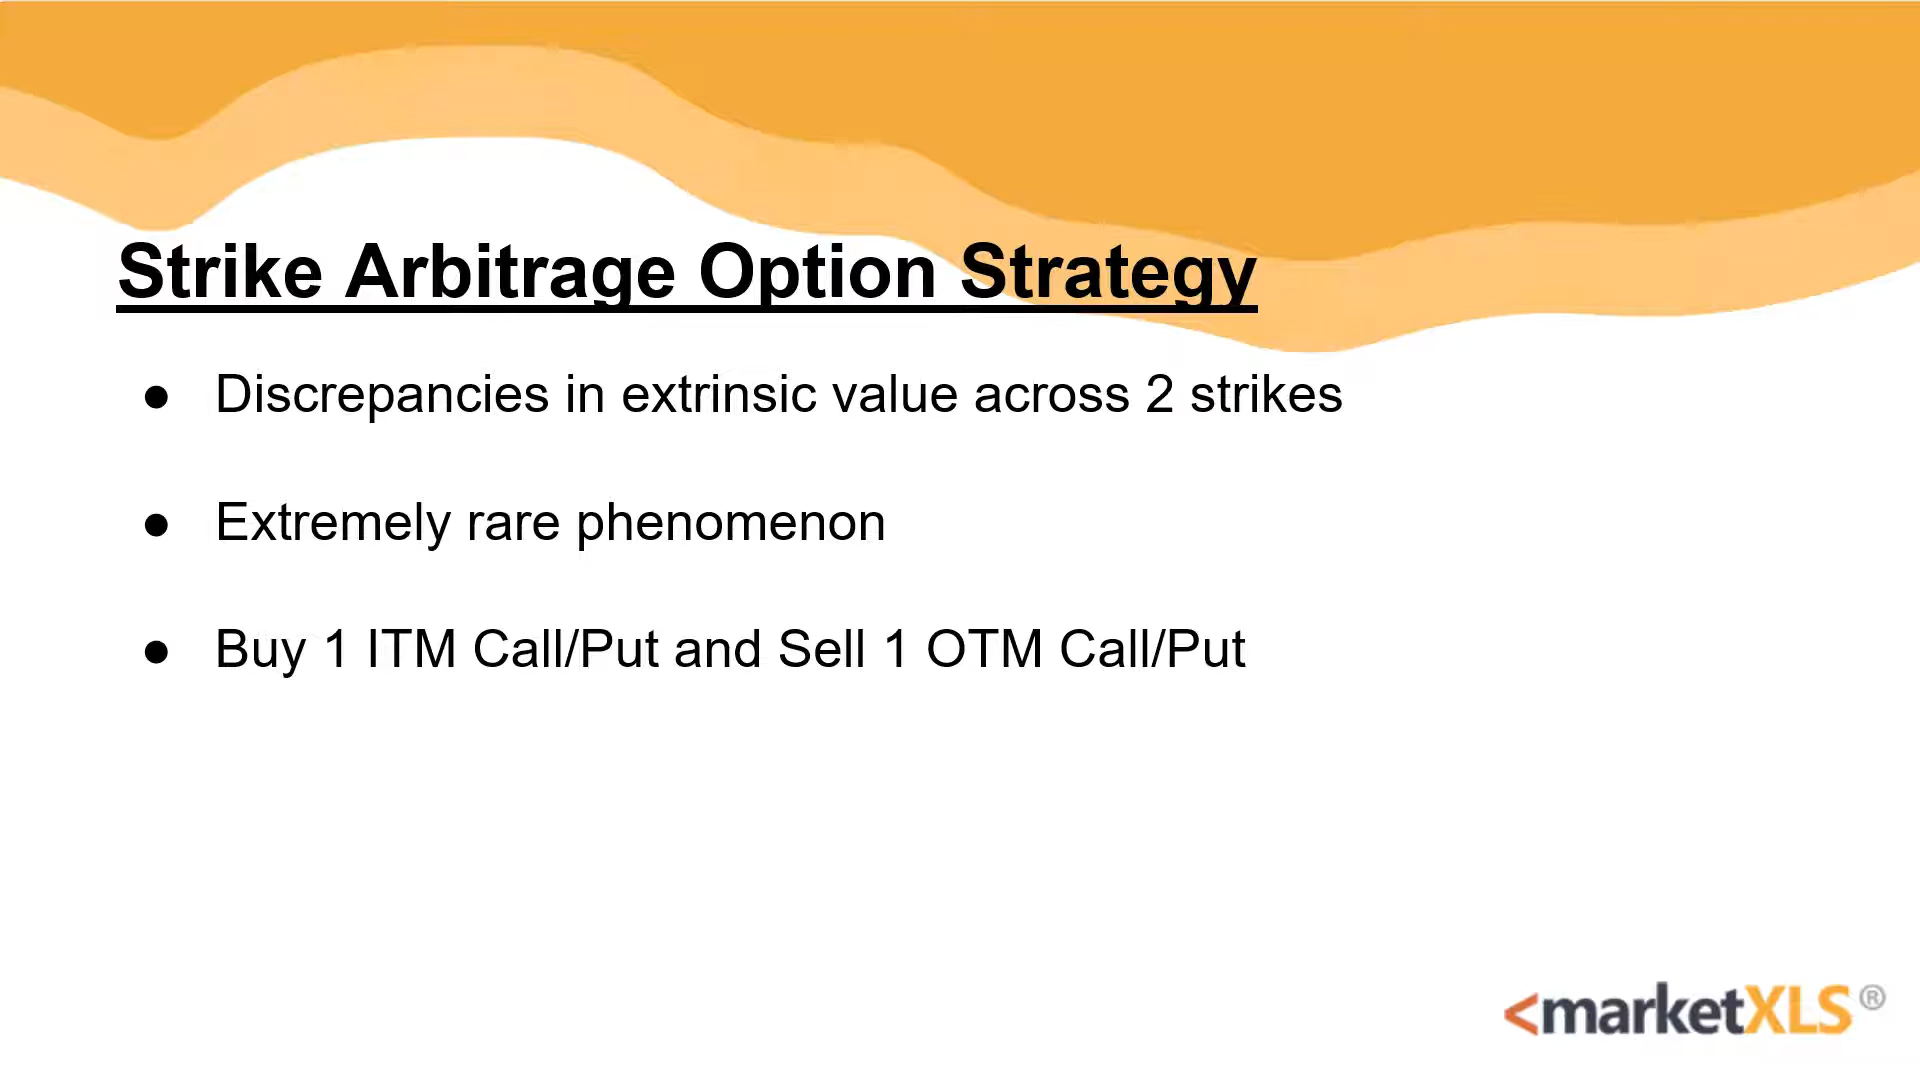 Strike Arbitrage Option Strategy
● Discrepancies in extrinsic value across 2 strikes
● Extremely rare phenomenon
● Buy 1 ITM Call/Put and Sell 1 OTM Call/Put
<marketXLS®